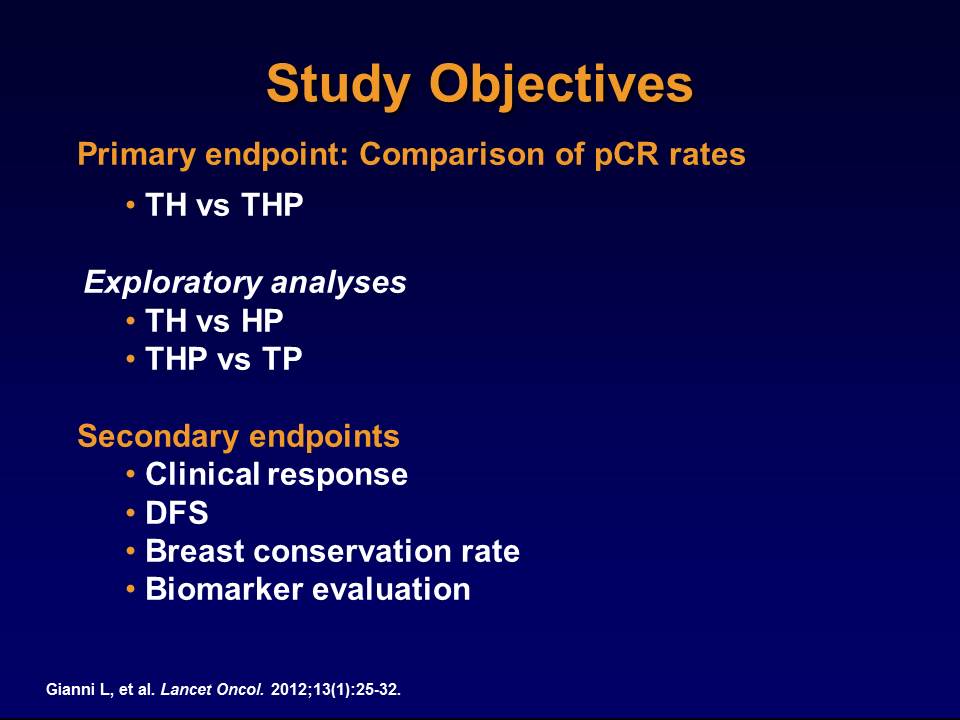 Study Objectives
Primary endpoint: Comparison of pCR rates
• TH vs THP
Exploratory analyses
• TH vs HP
• THP vs TP
Secondary endpoints
• Clinical response
• DFS
• Breast conservation rate
• Biomarker evaluation
Gianni L, et al. Lancet Oncol. 2012;13(1):25-32.